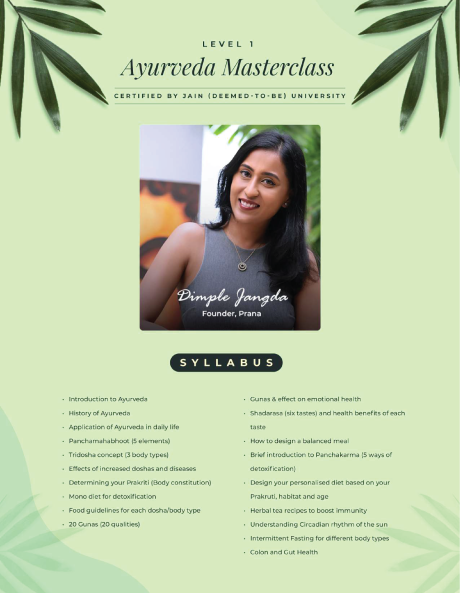 LEVEL 1
Ayurveda Masterclass
CERTIFIED BY JAIN (DEEMED-TO-BE) UNIVERSITY
Dimple Jangda
Founder, Prana
SYLLABUS
• Introduction to Ayurveda
• History of Ayurveda
• Application of Ayurveda in daily life
• Panchamahabhoot (5 elements)
• Tridosha concept (3 body types)
• Effects of increased doshas and diseases
• Determining your Prakriti (Body constitution)
• Mono diet for detoxification
• Food guidelines for each dosha/body type
• 20 Gunas (20 qualities)
• Gunas & effect on emotional health
• Shadarasa (six tastes) and health benefits of each
taste
• How to design a balanced meal
• Brief introduction to Panchakarma (5 ways of
detoxification)
• Design your personalised diet based on your
Prakruti, habitat and age
• Herbal tea recipes to boost immunity
• Understanding Circadian rhythm of the sun
• Intermittent Fasting for different body types
• Colon and Gut Health